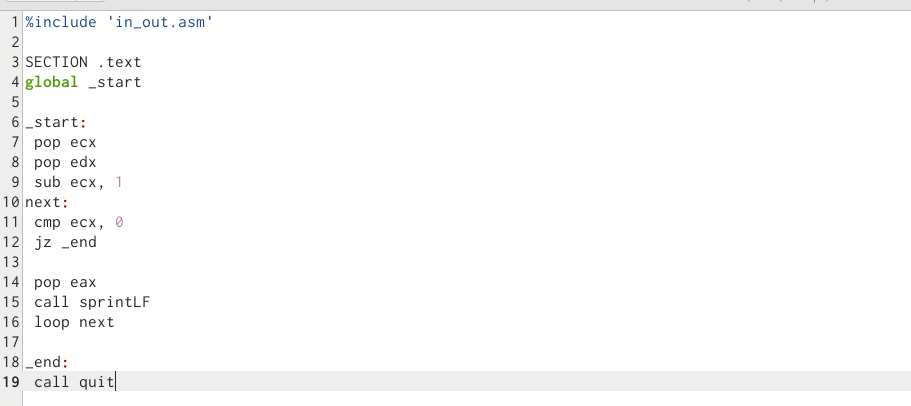 1 %include 'in_out.asm'
2
3 SECTION .text
4 global _start
5
6 _start:
7 pop ecx
8 pop edx
9 sub ecx, 1
10 next:
11 cmp ecx, 0
12 jz _end
13
14 pop eax
15 call sprintLF
16 loop next
17
18 _end:
19 call quit